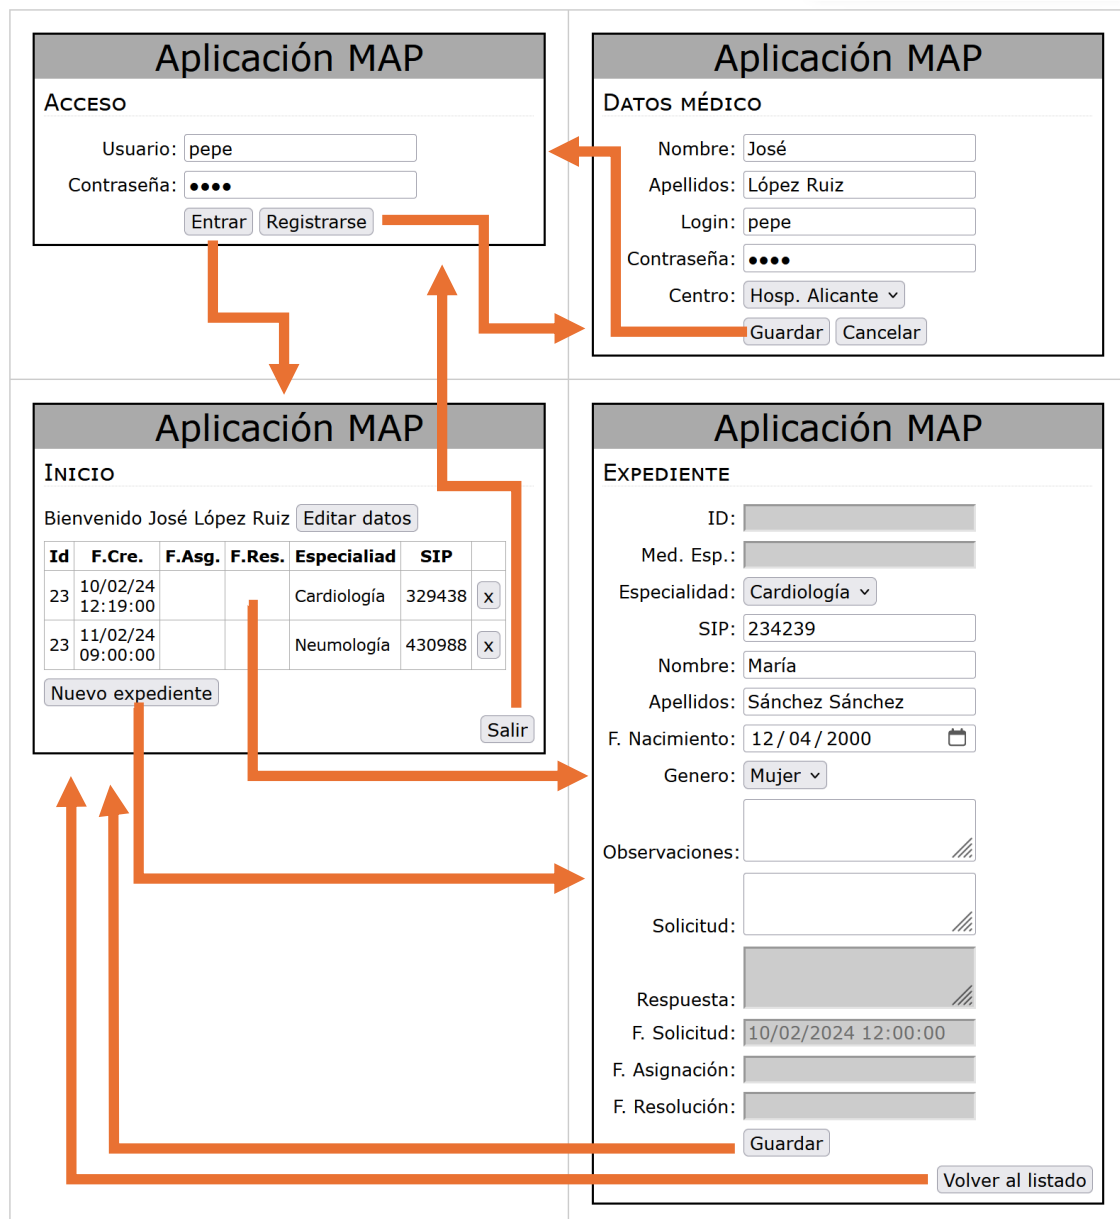 Aplicación MAP
Acceso
Usuario: pepe
Contraseña: ●●●●
Entrar Registrarse
Aplicación MAP
Datos médico
Nombre: José
Apellidos: López Ruiz
Login: pepe
Contraseña: ●●●●
Centro: Hosp. Alicante
Guardar Cancelar
Aplicación MAP
Inicio
Bienvenido José López Ruiz Editar datos
Id F.Cre. F.Asg. F.Res. Especialiad SIP
23 10/02/24 12:19:00 Cardiología 329438 x
23 11/02/24 09:00:00 Neumología 430988 x
Nuevo expediente
Salir
Aplicación MAP
Expediente
ID:
Med. Esp.:
Especialidad: Cardiología
SIP: 234239
Nombre: María
Apellidos: Sánchez Sánchez
F. Nacimiento: 12/04/2000
Genero: Mujer
Observaciones:
Solicitud:
Respuesta:
F. Solicitud: 10/02/2024 12:00:00
F. Asignación:
F. Resolución:
Guardar
Volver al listado